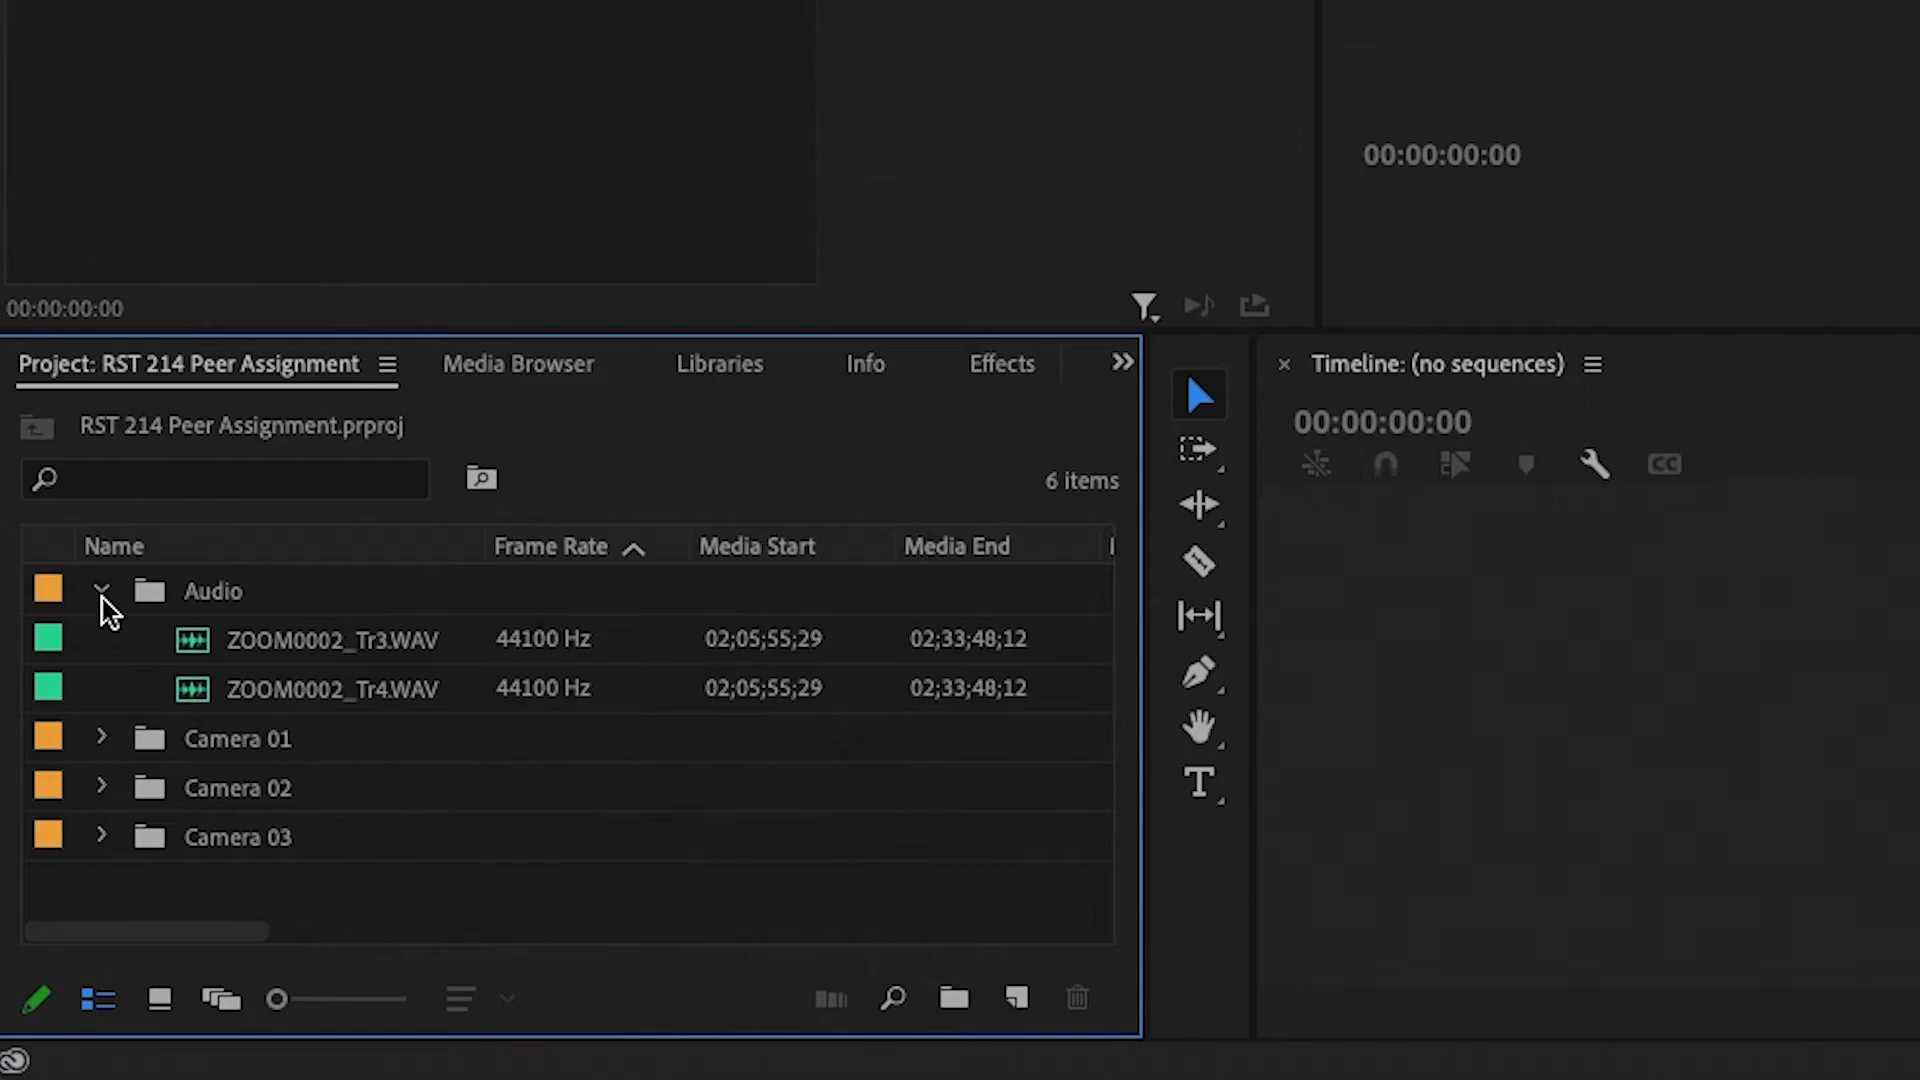 00:00:00:00
00:00:00:00
Project: RST 214 Peer Assignment
Media Browser
Libraries
Info
Effects
Timeline: (no sequences)
RST 214 Peer Assignment.prproj
00:00:00:00
CC
6 items
Name Frame Rate Media Start Media End
Audio
ZOOM0002_Tr3.WAV 44100 Hz 02;05;55;29 02;33;48;12
ZOOM0002_Tr4.WAV 44100 Hz 02;05;55;29 02;33;48;12
Camera 01
Camera 02
Camera 03